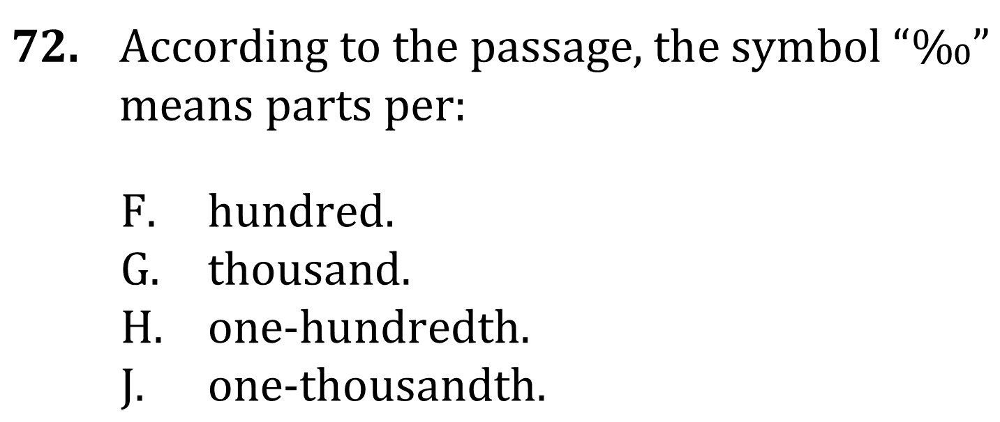 72. According to the passage, the symbol “‰”
means parts per:
F. hundred.
G. thousand.
H. one-hundredth.
J. one-thousandth.